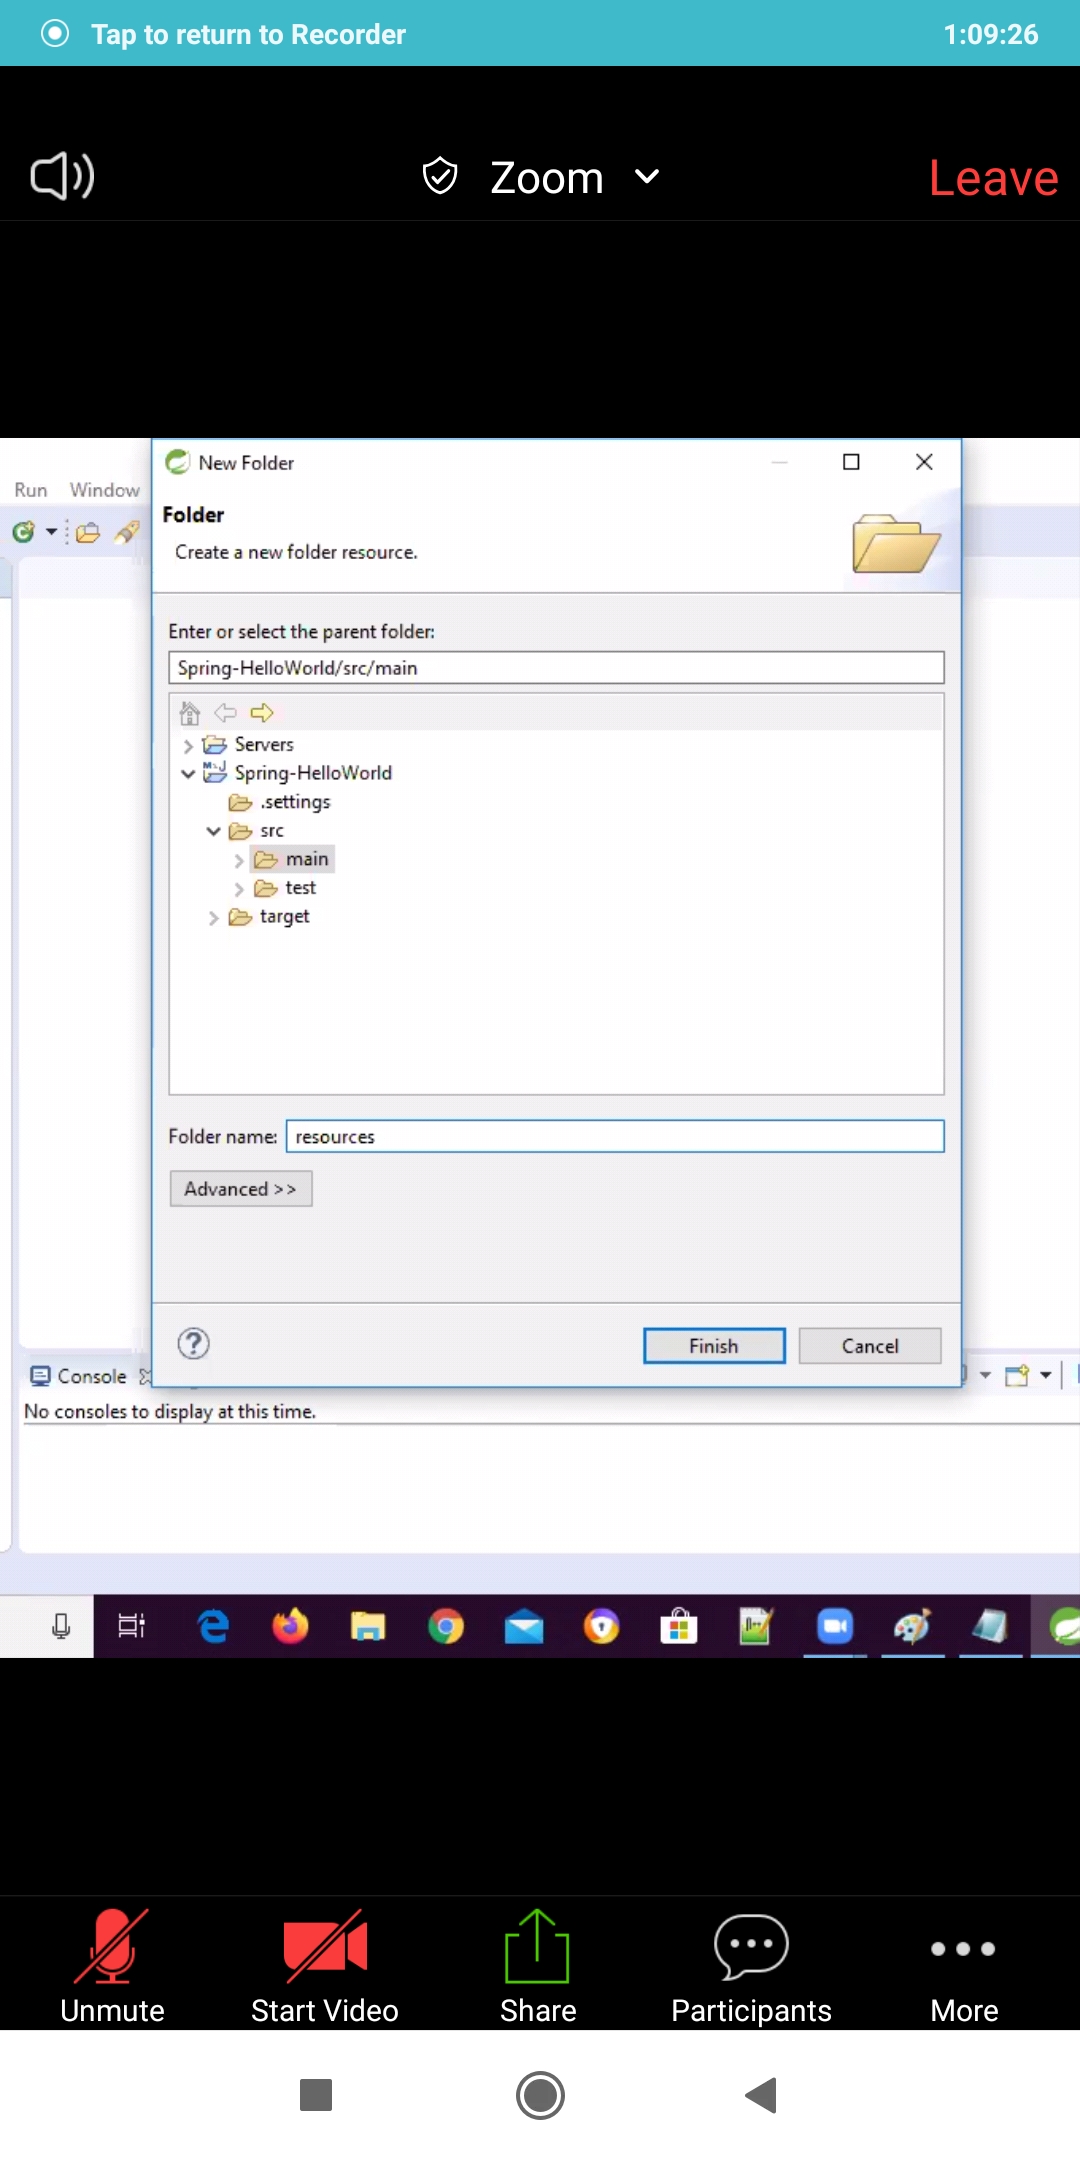 Tap to return to Recorder 1:09:26
Zoom Leave
New Folder
Run Window
Folder
Create a new folder resource.
Enter or select the parent folder:
Spring-HelloWorld/src/main
Servers
Spring-HelloWorld
.settings
src
main
test
target
Folder name: resources
Advanced >>
Finish Cancel
Console
No consoles to display at this time.
Unmute Start Video Share Participants More